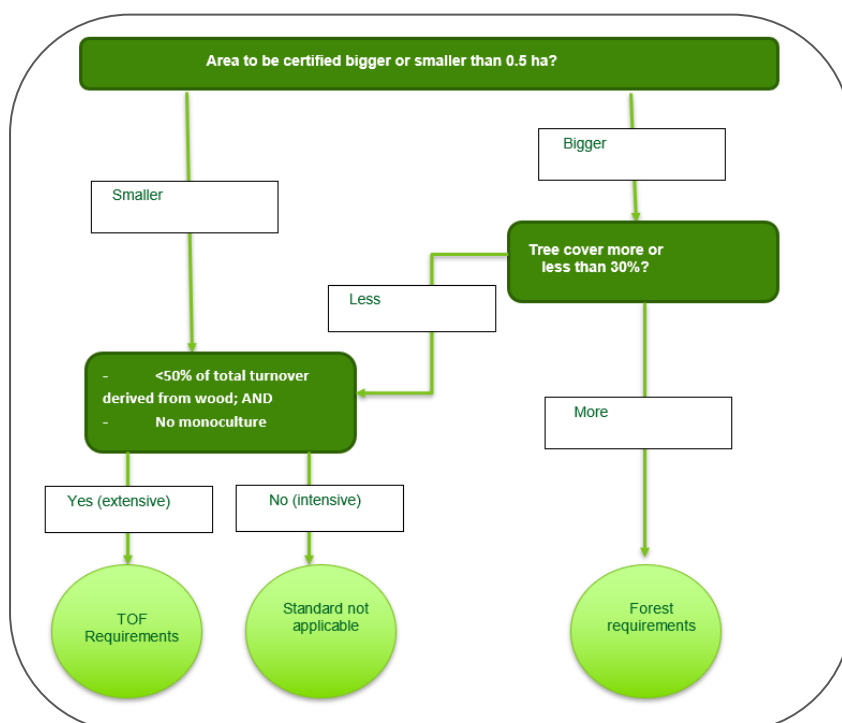 Area to be certified bigger or smaller than 0.5 ha?
Bigger
Smaller
Tree cover more or
less than 30%?
Less
- <50% of total turnover
derived from wood; AND
- No monoculture
More
Yes (extensive)
No (intensive)
TOF
Requirements
Standard not
applicable
Forest
requirements